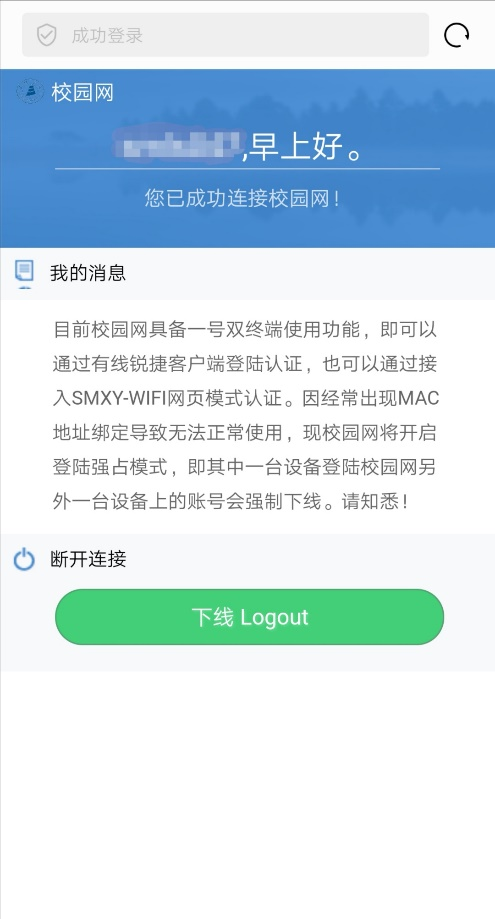 成功登录
校园网
,早上好。
您已成功连接校园网！
我的消息
目前校园网具备一号双终端使用功能，即可以
通过有线锐捷客户端登陆认证，也可以通过接
入SMXY-WIFI网页模式认证。因经常出现MAC
地址绑定导致无法正常使用，现校园网将开启
登陆强占模式，即其中一台设备登陆校园网另
外一台设备上的账号会强制下线。请知悉！
断开连接
下线 Logout